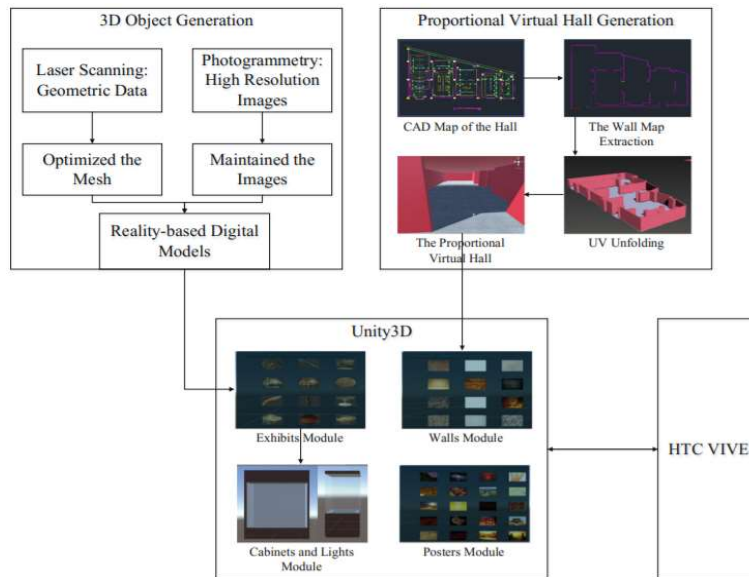 3D Object Generation
Laser Scanning:
Geometric Data
Photogrammetry:
High Resolution
Images
Optimized the
Mesh
Maintained the
Images
Reality-based Digital
Models
Proportional Virtual Hall Generation
CAD Map of the Hall
The Wall Map
Extraction
The Proportional
Virtual Hall
UV Unfolding
Unity3D
Exhibits Module
Walls Module
Cabinets and Lights
Module
Posters Module
HTC VIVE